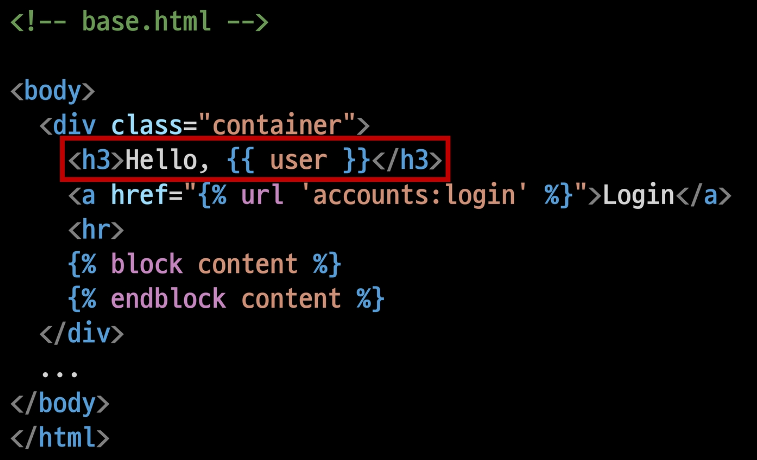 <!-- base.html -->
<body>
<div class="container">
<h3>Hello, {{ user }}</h3>
<a href="{% url 'accounts:login' %}">Login</a>
<hr>
{% block content %}
{% endblock content %}
</div>
...
</body>
</html>